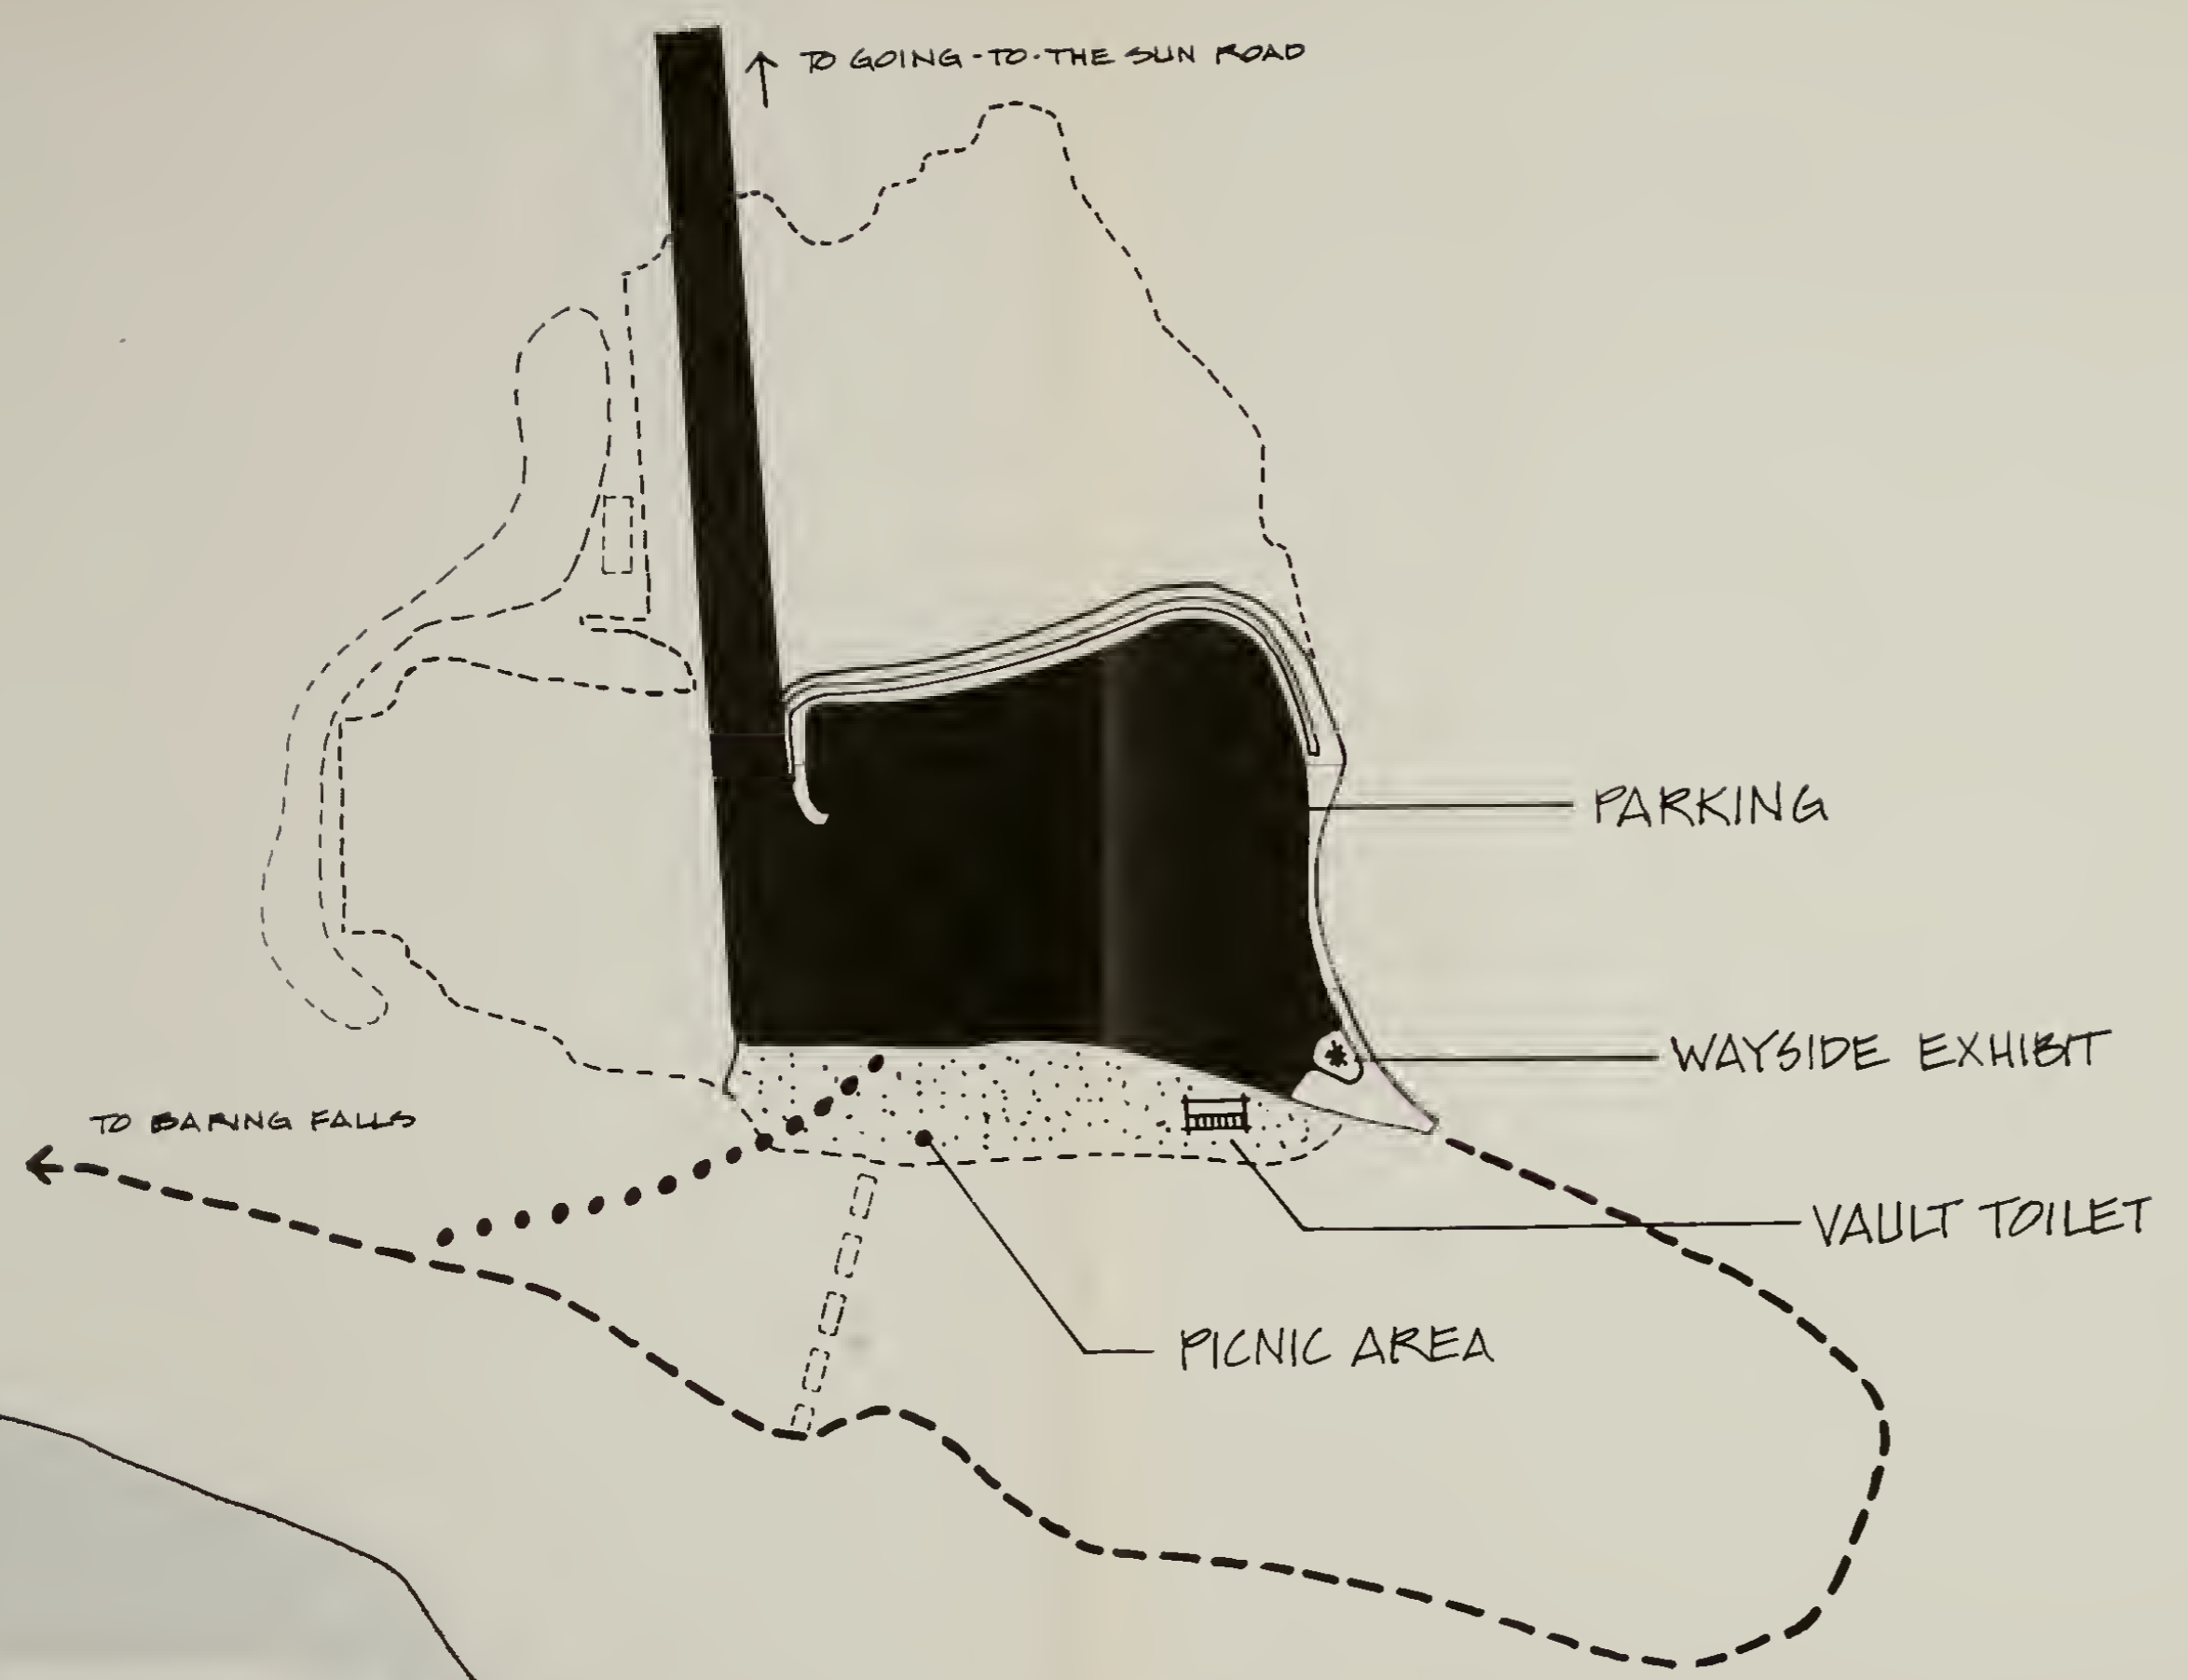 TO GOING-TO-THE SUN ROAD
PARKING
WAYSIDE EXHIBIT
TO BARING FALLS
VAULT TOILET
PICNIC AREA